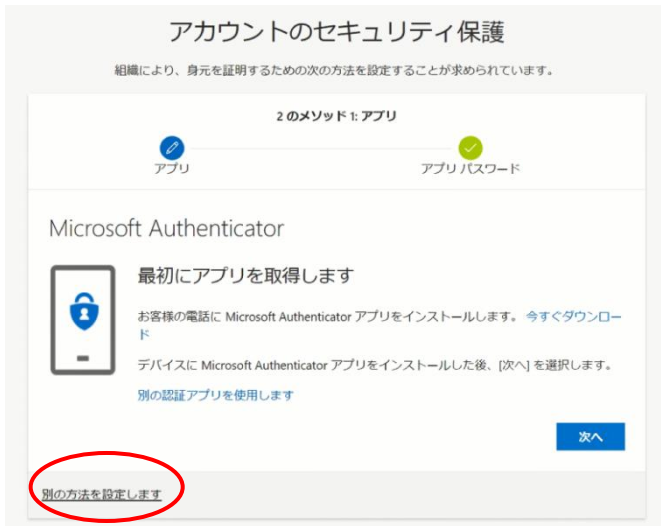 アカウントのセキュリティ保護
組織により、身元を証明するための次の方法を設定することが求められています。
2 のメソッド 1: アプリ
アプリ
アプリ パスワード
Microsoft Authenticator
最初にアプリを取得します
お客様の電話に Microsoft Authenticator アプリをインストールします。 今すぐダウンロー
ド
デバイスに Microsoft Authenticator アプリをインストールした後、[次へ] を選択します。
別の認証アプリを使用します
次へ
別の方法を設定します